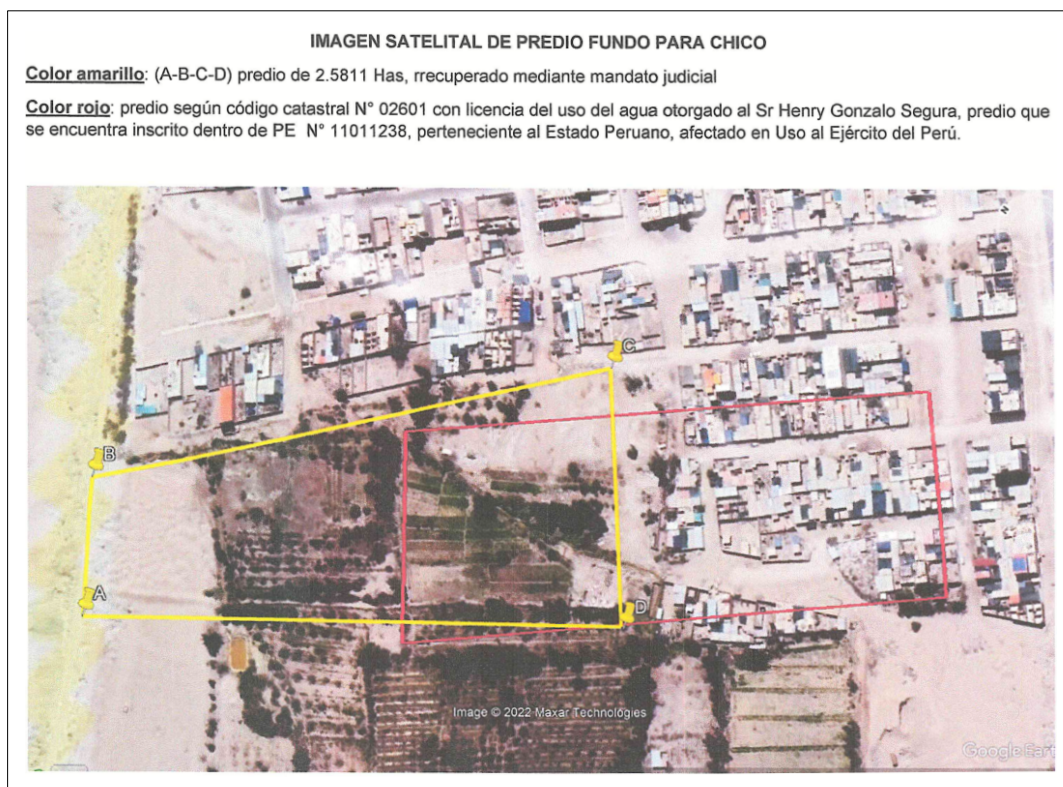 IMAGEN SATELITAL DE PREDIO FUNDO PARA CHICO
Color amarillo: (A-B-C-D) predio de 2.5811 Has, rrecuperado mediante mandato judicial
Color rojo: predio según código catastral N° 02601 con licencia del uso del agua otorgado al Sr Henry Gonzalo Segura, predio que
se encuentra inscrito dentro de PE N° 11011238, perteneciente al Estado Peruano, afectado en Uso al Ejército del Perú.
N
C
B
A
D
Image © 2022 Maxar Technologies
Google Eart